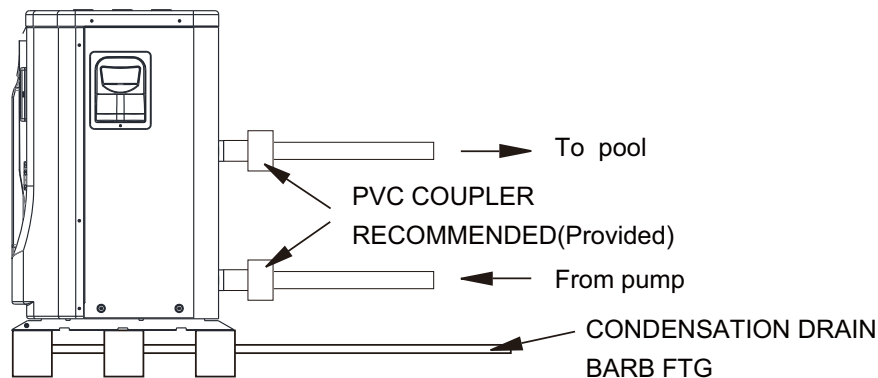 To pool
PVC COUPLER
RECOMMENDED(Provided)
From pump
CONDENSATION DRAIN
BARB FTG